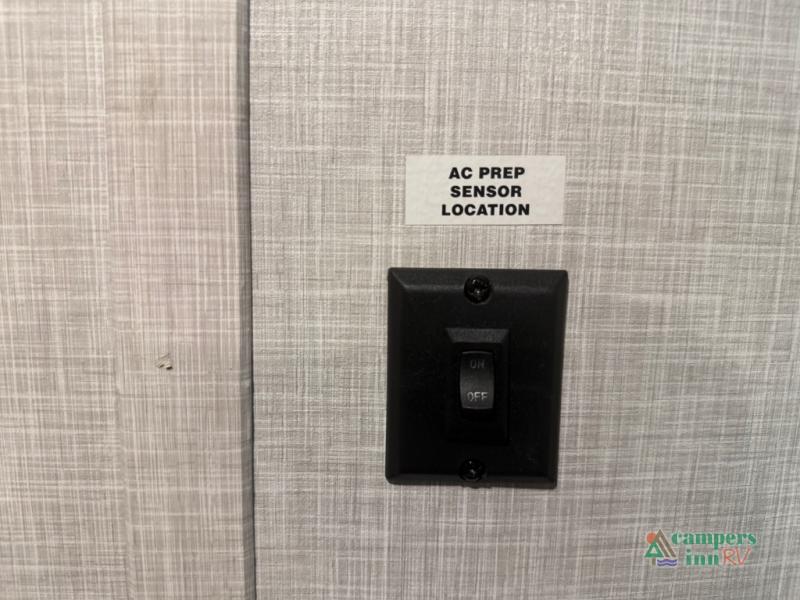 AC PREP
SENSOR
LOCATION
ON
OFF
campers
inn RV